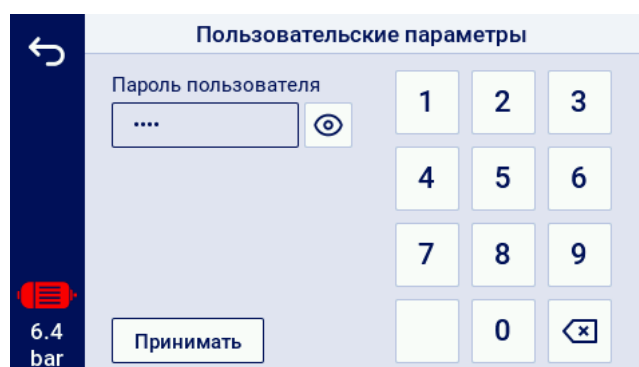 Пользовательские параметры
Пароль пользователя
....
1 2 3
4 5 6
7 8 9
0
6.4
bar
Принимать